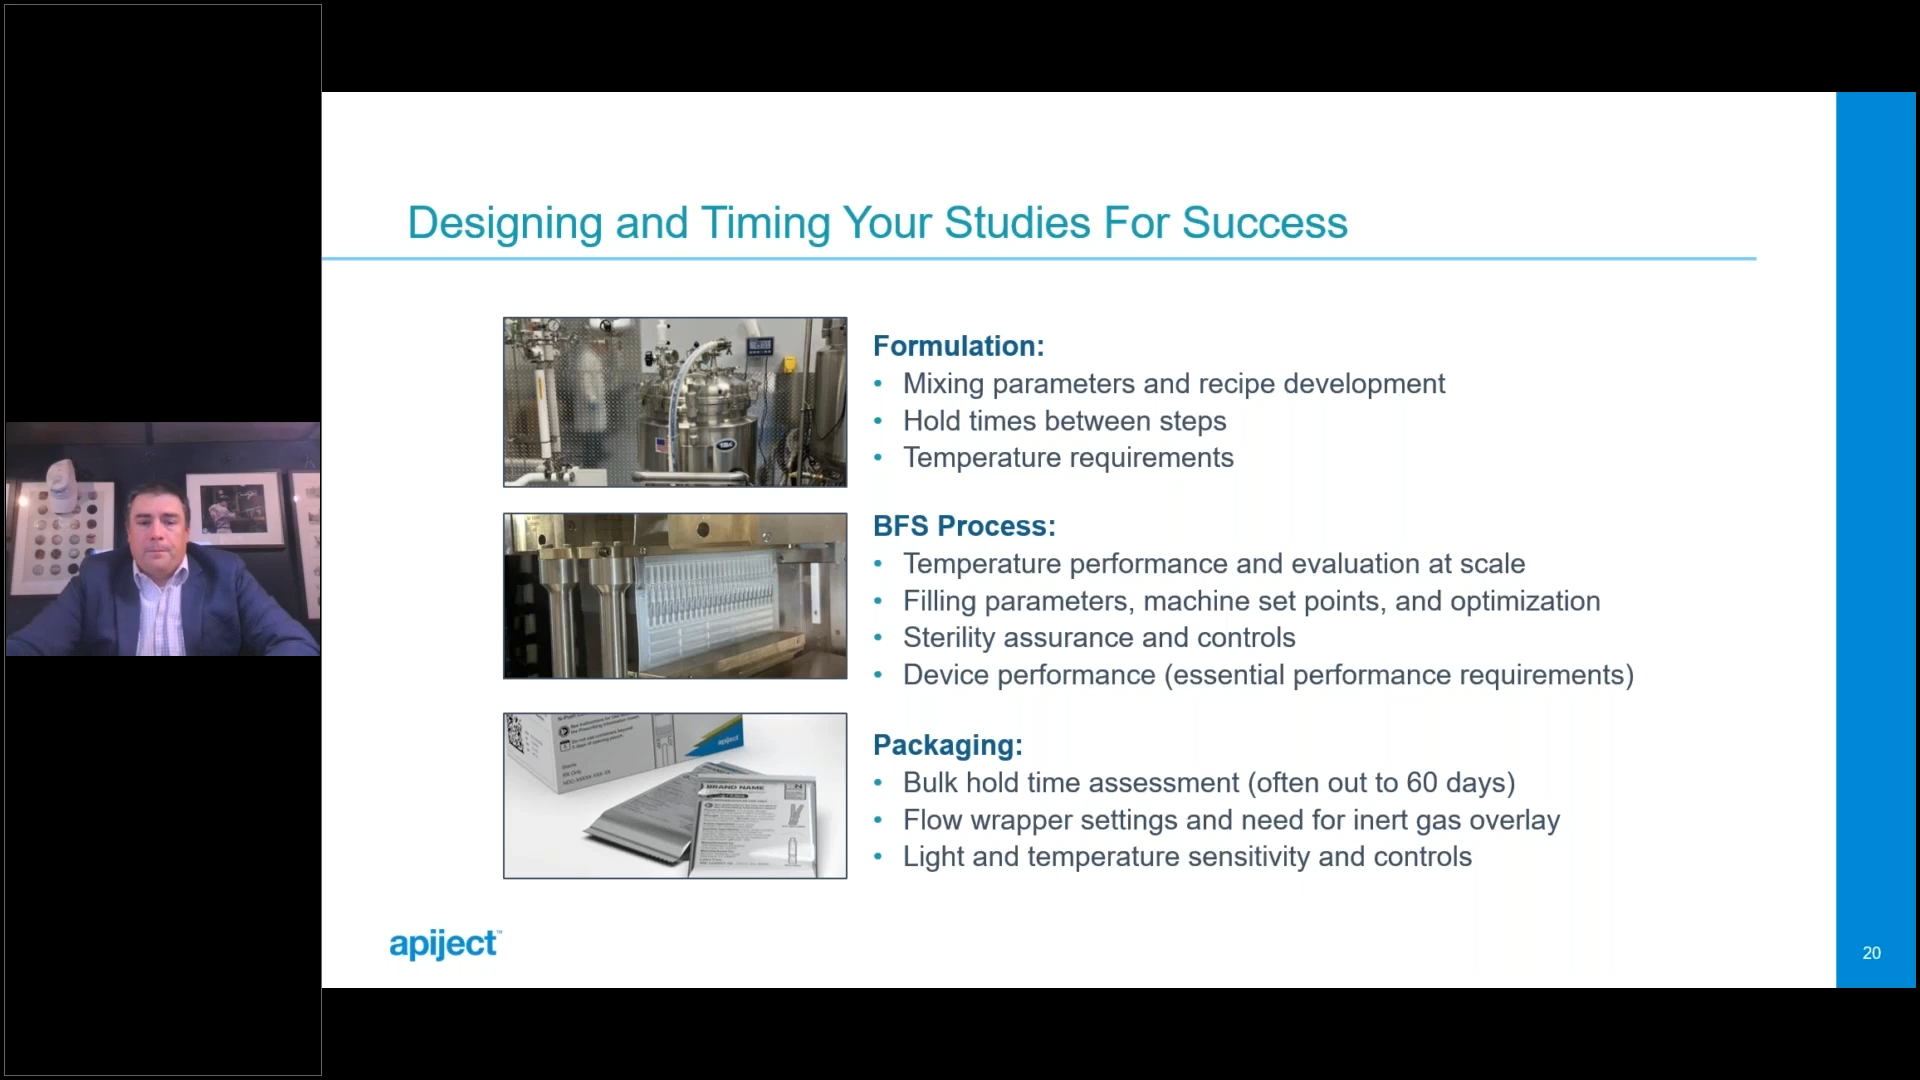 Designing and Timing Your Studies For Success
Formulation:
• Mixing parameters and recipe development
• Hold times between steps
• Temperature requirements
BFS Process:
• Temperature performance and evaluation at scale
• Filling parameters, machine set points, and optimization
• Sterility assurance and controls
• Device performance (essential performance requirements)
apiject
BRAND NAME
Packaging:
• Bulk hold time assessment (often out to 60 days)
• Flow wrapper settings and need for inert gas overlay
• Light and temperature sensitivity and controls
apiject™
20